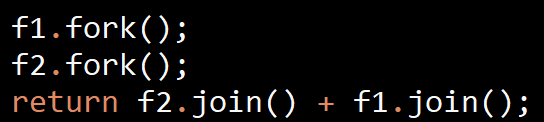 f1.fork();
f2.fork();
return f2.join() + f1.join();